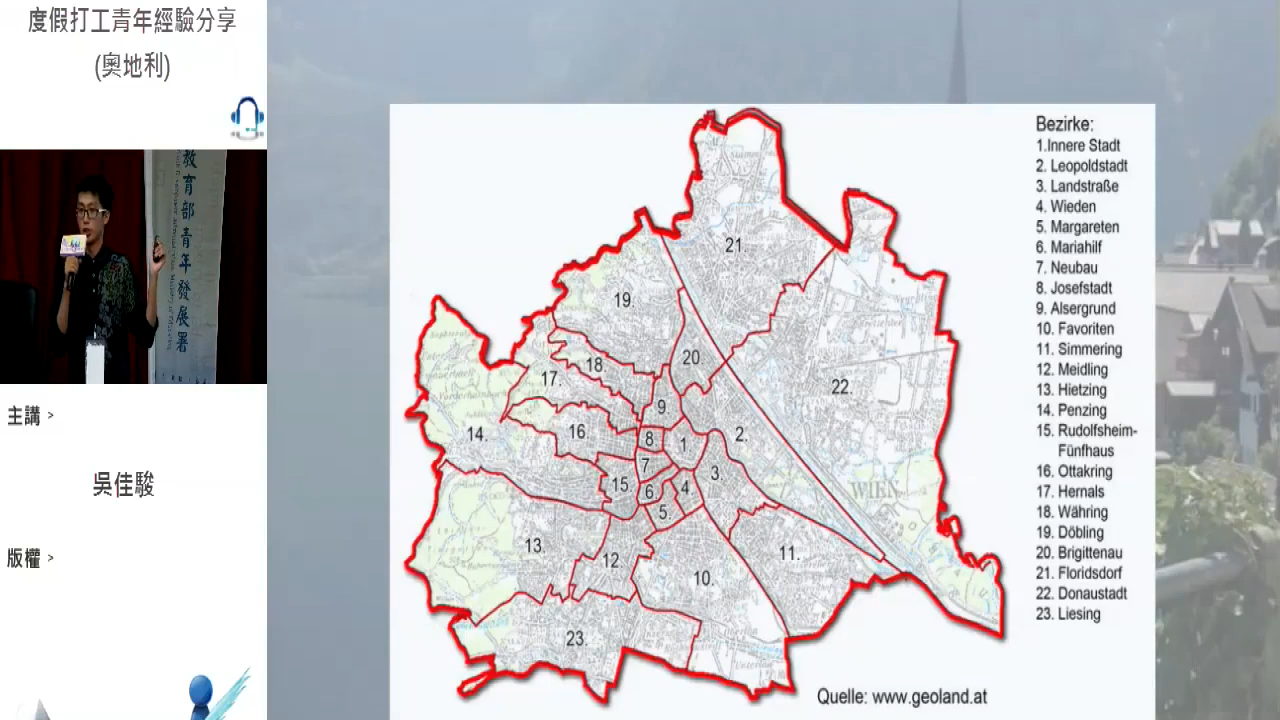 度假打工青年經驗分享
(奧地利)
教育部青年發展署
主講 >
吳佳駿
版權 >
Bezirke:
1.Innere Stadt
2. Leopoldstadt
3. Landstraße
4. Wieden
5. Margareten
6. Mariahilf
7. Neubau
8. Josefstadt
9. Alsergrund
10. Favoriten
11. Simmering
12. Meidling
13. Hietzing
14. Penzing
15. Rudolfsheim-
Fünfhaus
16. Ottakring
17. Hernals
18. Währing
19. Döbling
20. Brigittenau
21. Floridsdorf
22. Donaustadt
23. Liesing
21.
19.
20.
18.
17.
22.
9.
16.
14.
8.
1.
2.
7.
3.
15.
6.
4.
WIEN
5.
13.
12.
11.
10.
23.
Quelle: www.geoland.at